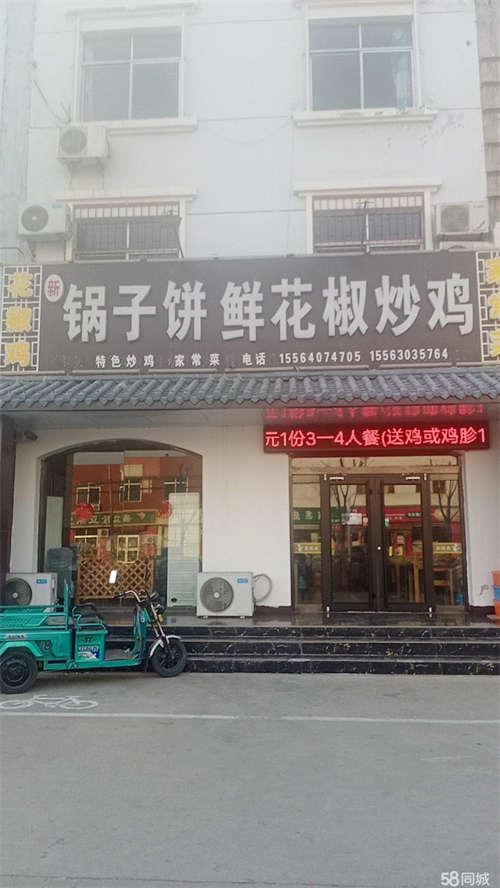 新
锅子饼 鲜花椒炒鸡
花椒鸡
特色炒鸡 家常菜 电话 15564074705 15563035764
元1份3一4人餐(送鸡或鸡胗1
58同城